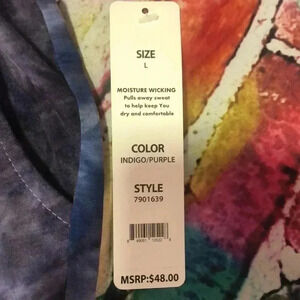 SIZE
L
MOISTURE WICKING
Pulls away sweat
to help keep You
dry and comfortable
COLOR
INDIGO/PURPLE
STYLE
7901639
MSRP:$48.00